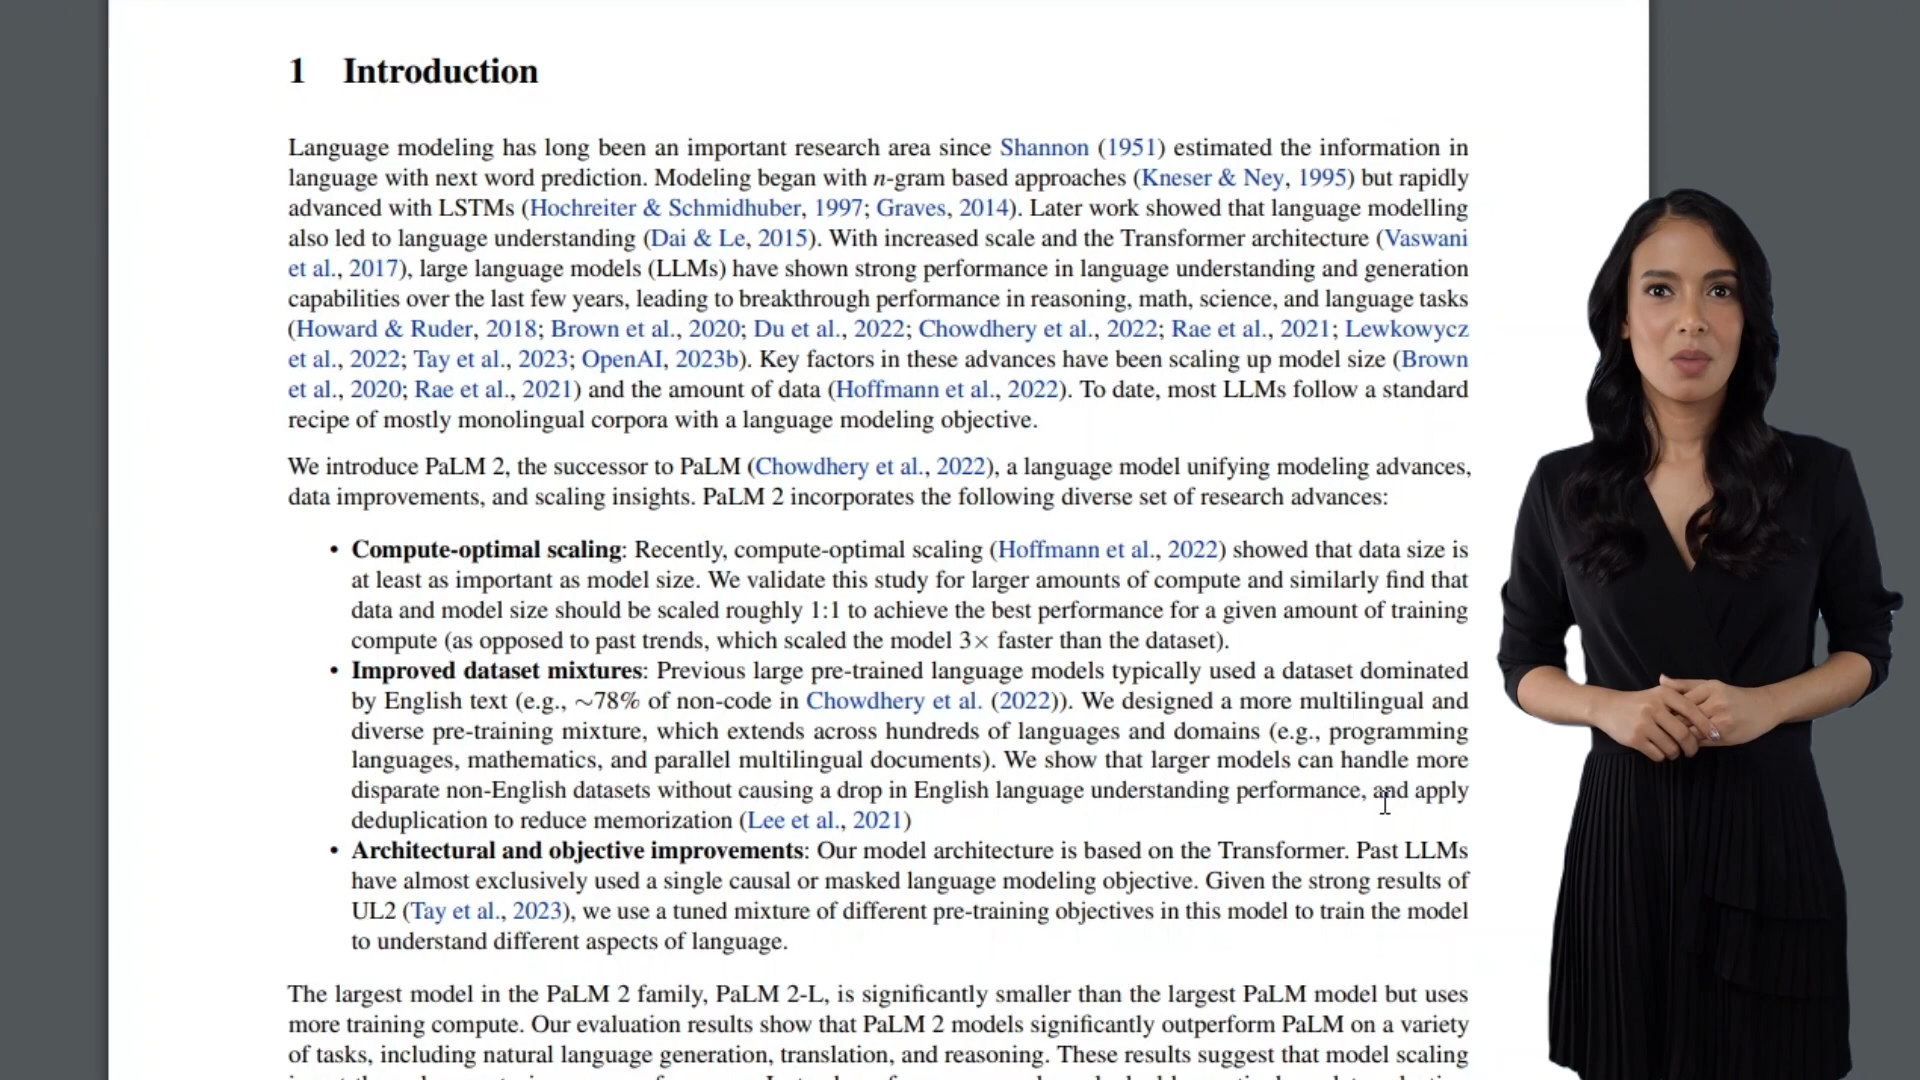 1 Introduction
Language modeling has long been an important research area since Shannon (1951) estimated the information in
language with next word prediction. Modeling began with n-gram based approaches (Kneser & Ney, 1995) but rapidly
advanced with LSTMs (Hochreiter & Schmidhuber, 1997; Graves, 2014). Later work showed that language modelling
also led to language understanding (Dai & Le, 2015). With increased scale and the Transformer architecture (Vaswani
et al., 2017), large language models (LLMs) have shown strong performance in language understanding and generation
capabilities over the last few years, leading to breakthrough performance in reasoning, math, science, and language tasks
(Howard & Ruder, 2018; Brown et al., 2020; Du et al., 2022; Chowdhery et al., 2022; Rae et al., 2021; Lewkowycz
et al., 2022; Tay et al., 2023; OpenAI, 2023b). Key factors in these advances have been scaling up model size (Brown
et al., 2020; Rae et al., 2021) and the amount of data (Hoffmann et al., 2022). To date, most LLMs follow a standard
recipe of mostly monolingual corpora with a language modeling objective.
We introduce PaLM 2, the successor to PaLM (Chowdhery et al., 2022), a language model unifying modeling advances,
data improvements, and scaling insights. PaLM 2 incorporates the following diverse set of research advances:
• Compute-optimal scaling: Recently, compute-optimal scaling (Hoffmann et al., 2022) showed that data size is
at least as important as model size. We validate this study for larger amounts of compute and similarly find that
data and model size should be scaled roughly 1:1 to achieve the best performance for a given amount of training
compute (as opposed to past trends, which scaled the model 3× faster than the dataset).
• Improved dataset mixtures: Previous large pre-trained language models typically used a dataset dominated
by English text (e.g., ~78% of non-code in Chowdhery et al. (2022)). We designed a more multilingual and
diverse pre-training mixture, which extends across hundreds of languages and domains (e.g., programming
languages, mathematics, and parallel multilingual documents). We show that larger models can handle more
disparate non-English datasets without causing a drop in English language understanding performance, and apply
deduplication to reduce memorization (Lee et al., 2021)
• Architectural and objective improvements: Our model architecture is based on the Transformer. Past LLMs
have almost exclusively used a single causal or masked language modeling objective. Given the strong results of
UL2 (Tay et al., 2023), we use a tuned mixture of different pre-training objectives in this model to train the model
to understand different aspects of language.
The largest model in the PaLM 2 family, PaLM 2-L, is significantly smaller than the largest PaLM model but uses
more training compute. Our evaluation results show that PaLM 2 models significantly outperform PaLM on a variety
of tasks, including natural language generation, translation, and reasoning. These results suggest that model scaling